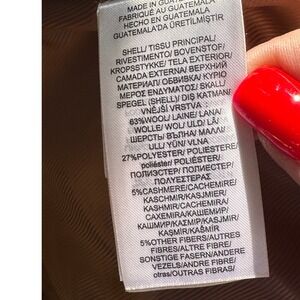 MADE IN GUATEMALA
FABRIQUÉ AU GUATEMALA
HECHO EN GUATEMALA
GUATEMALA'DA ÜRETİLMİŞTİR
SHELL/ TISSU PRINCIPAL/
RIVESTIMENTO/ BOVENSTOF/
KROPSSTYKKE/ TELA EXTERIOR/
CAMADA EXTERNA/ ВЕРХНИЙ
МАТЕРИАЛ/ ОБВИВКА/ ΚΥΡΙΟ
ΜΕΡΟΣ ΕΝΔΥΜΑΤΟΣ/ SKALL/
SPEGEL (SHELL)/ DIŞ KATMAN/
VNĚJŠÍ VRSTVA :
63%WOOL/ LAINE/ LANA/
WOLLE/ WOL/ ULD/ LÃ/
ШЕРСТЬ/ ВЪЛНА/ ΜΑΛΛΙ/
ULL/ YÜN/ VLNA
27%POLYESTER/ POLIESTERE/
poliéster/ POLIÉSTER/
ПОЛИЭСТЕР/ ПОЛИЕСТЕР/
ΠΟΛΥΕΣΤΕΡΑΣ
5%CASHMERE/CACHEMIRE/
KASCHMIR/KASJMIER/
KASHMIR/CACHEMIR/
CAXEMIRA/КАШЕМИР/
КАШМИР/ΚΑΣΜΙΡ/KASJMIR/
KAŞMİR/KAŠMÍR
5%OTHER FIBERS/AUTRES
FIBRES/ALTRE FIBRE/
SONSTIGE FASERN/ANDERE
VEZELS/ANDRE FIBRE/
otras/OUTRAS FIBRAS/